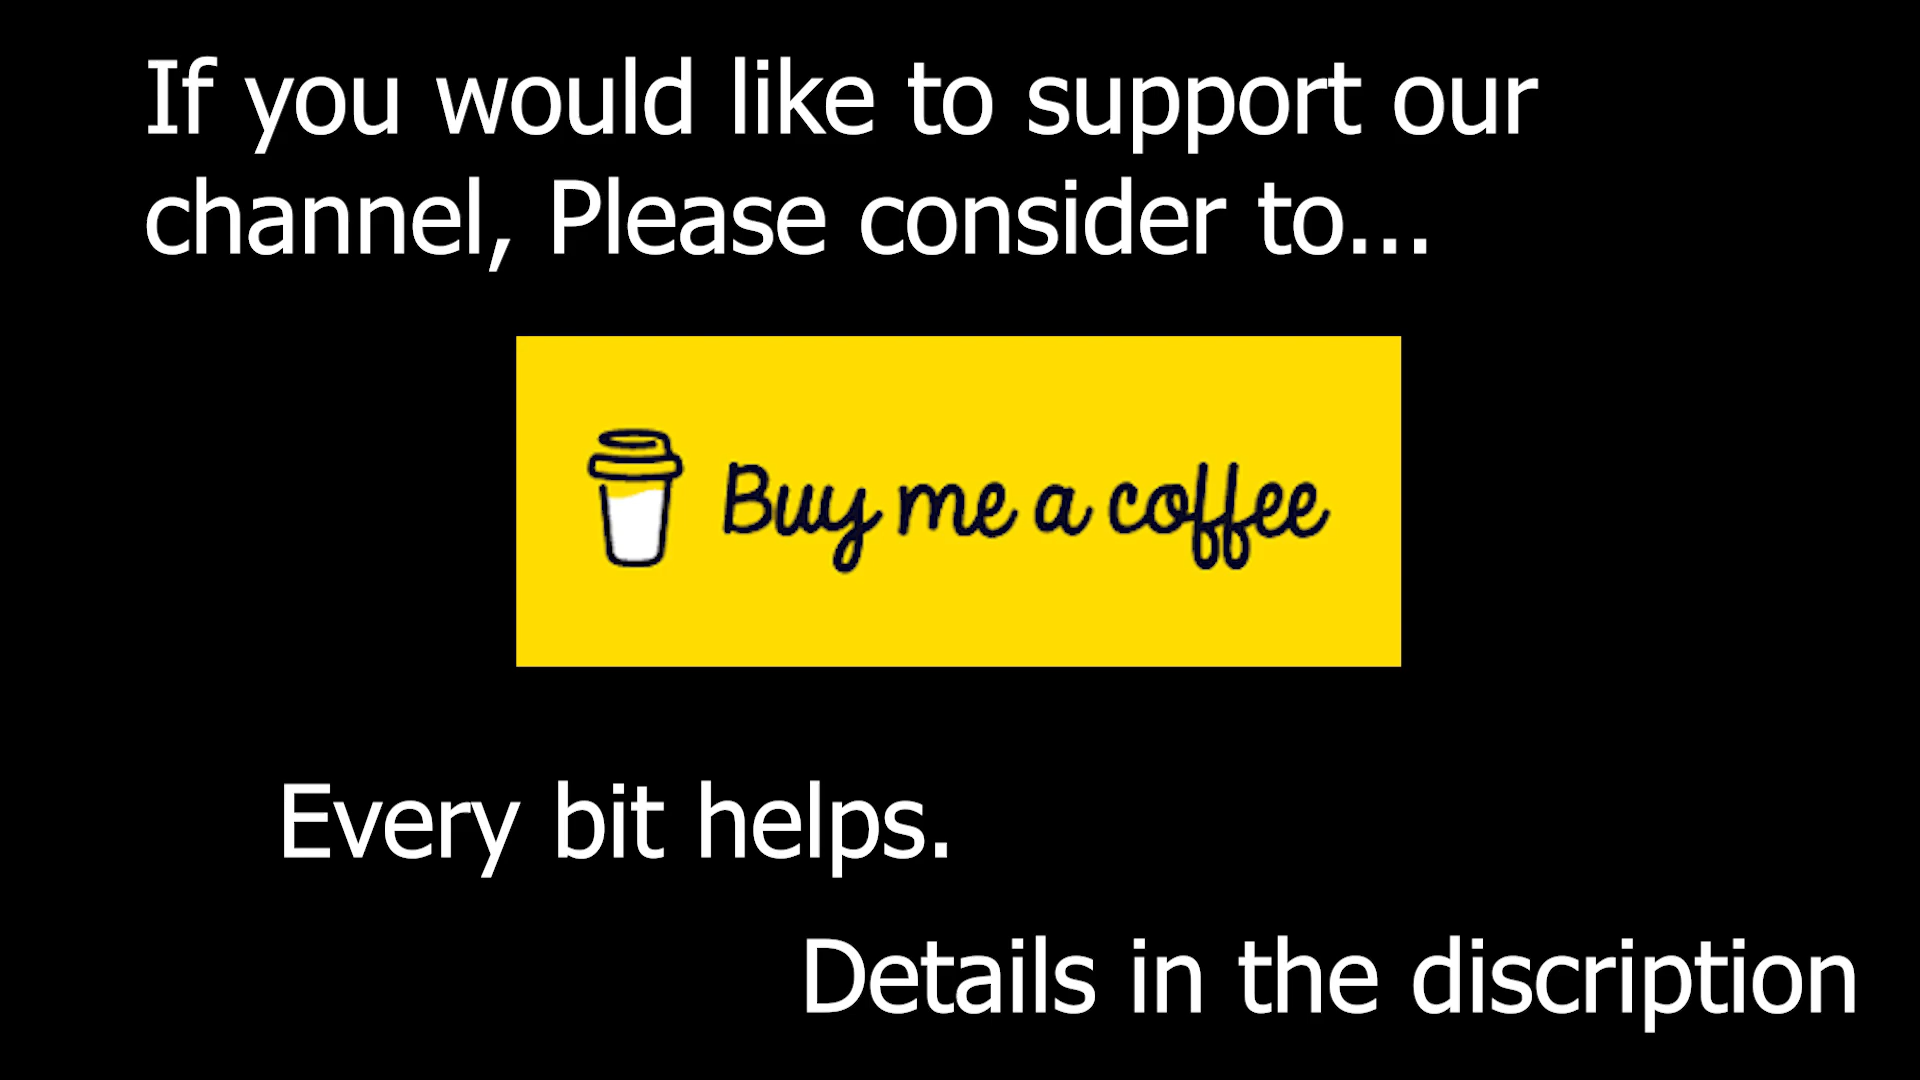 If you would like to support our
channel, Please consider to...
Buy me a coffee
Every bit helps.
Details in the discription